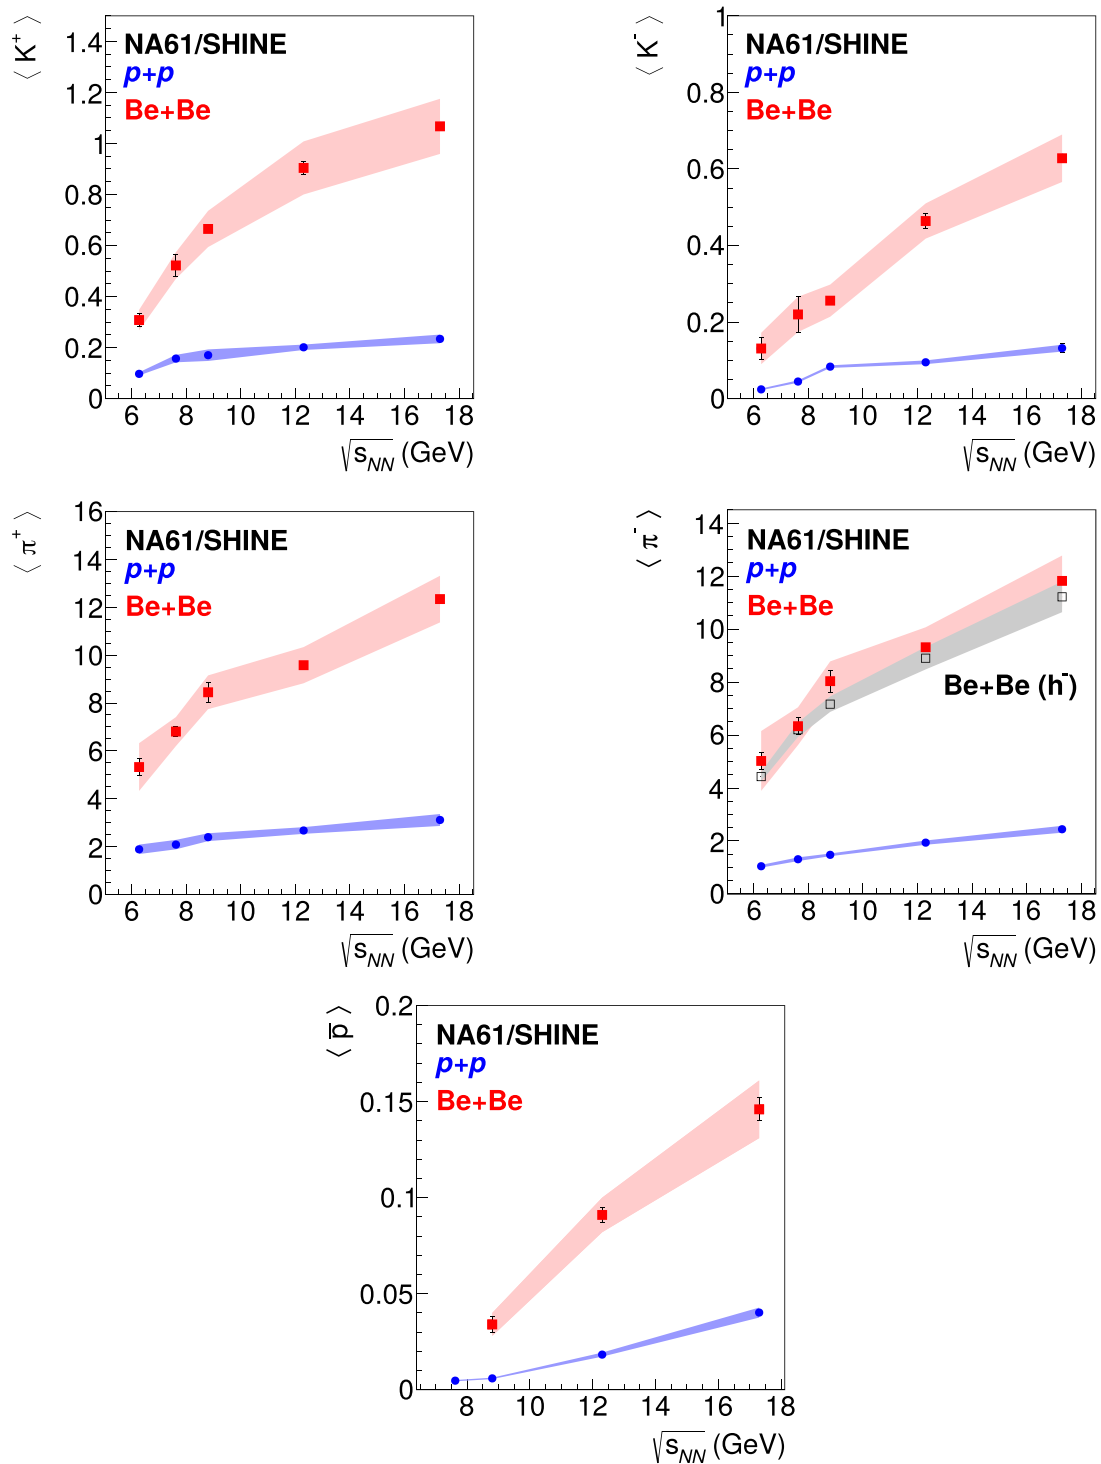 ⟨ K⁺ ⟩
1.4
1.2
1
0.8
0.6
0.4
0.2
0
NA61/SHINE
p+p
Be+Be
6 8 10 12 14 16 18
√s_NN (GeV)
⟨ K⁻ ⟩
1
0.8
0.6
0.4
0.2
0
NA61/SHINE
p+p
Be+Be
6 8 10 12 14 16 18
√s_NN (GeV)
⟨ π⁺ ⟩
16
14
12
10
8
6
4
2
0
NA61/SHINE
p+p
Be+Be
6 8 10 12 14 16 18
√s_NN (GeV)
⟨ π⁻ ⟩
14
12
10
8
6
4
2
0
NA61/SHINE
p+p
Be+Be
Be+Be (h⁻)
6 8 10 12 14 16 18
√s_NN (GeV)
⟨ p̅ ⟩
0.2
0.15
0.1
0.05
0
NA61/SHINE
p+p
Be+Be
8 10 12 14 16 18
√s_NN (GeV)